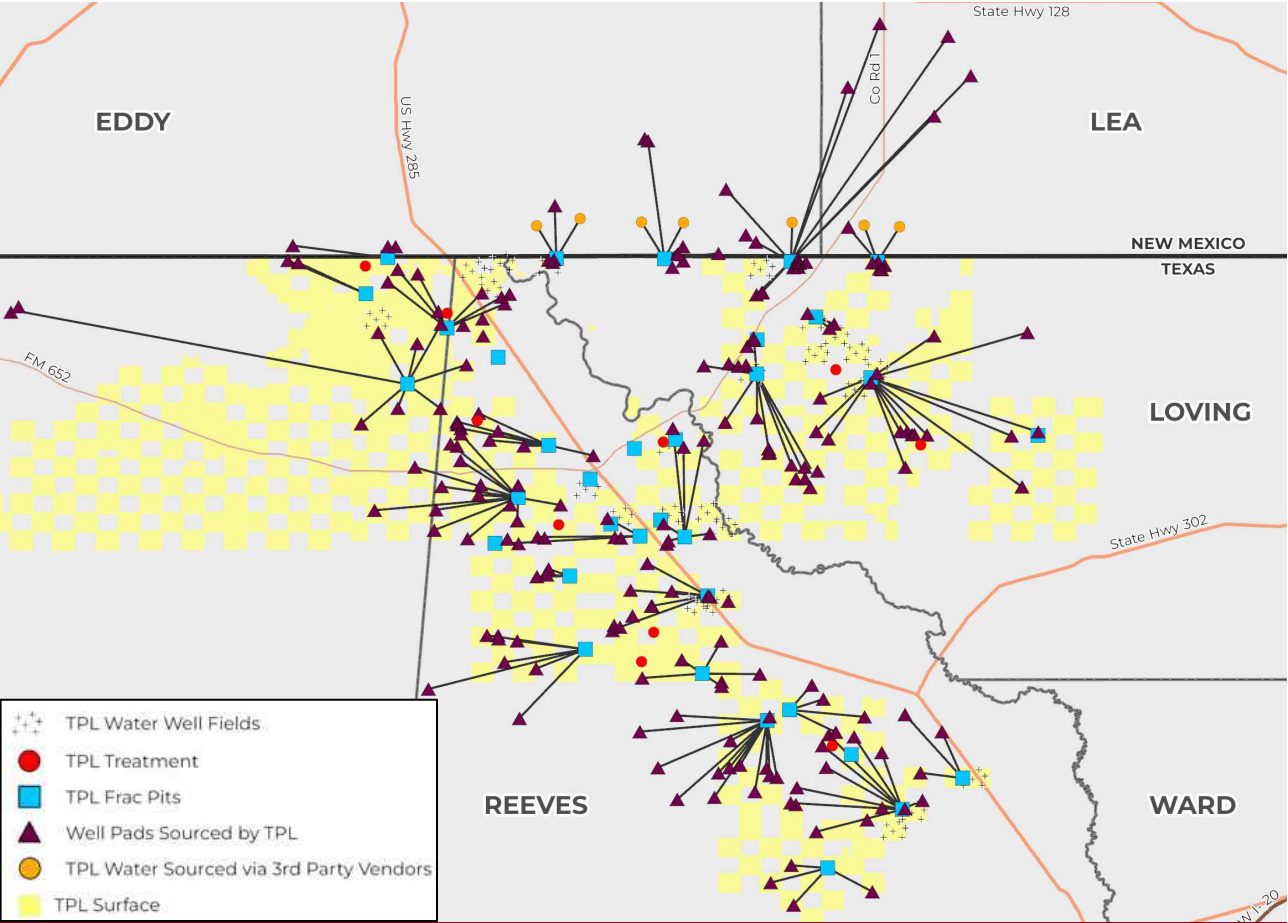 State Hwy 128
Co Rd 1
EDDY
LEA
US Hwy 285
NEW MEXICO
TEXAS
FM 652
LOVING
State Hwy 302
TPL Water Well Fields
TPL Treatment
TPL Frac Pits
Well Pads Sourced by TPL
TPL Water Sourced via 3rd Party Vendors
TPL Surface
REEVES
WARD
W I- 20